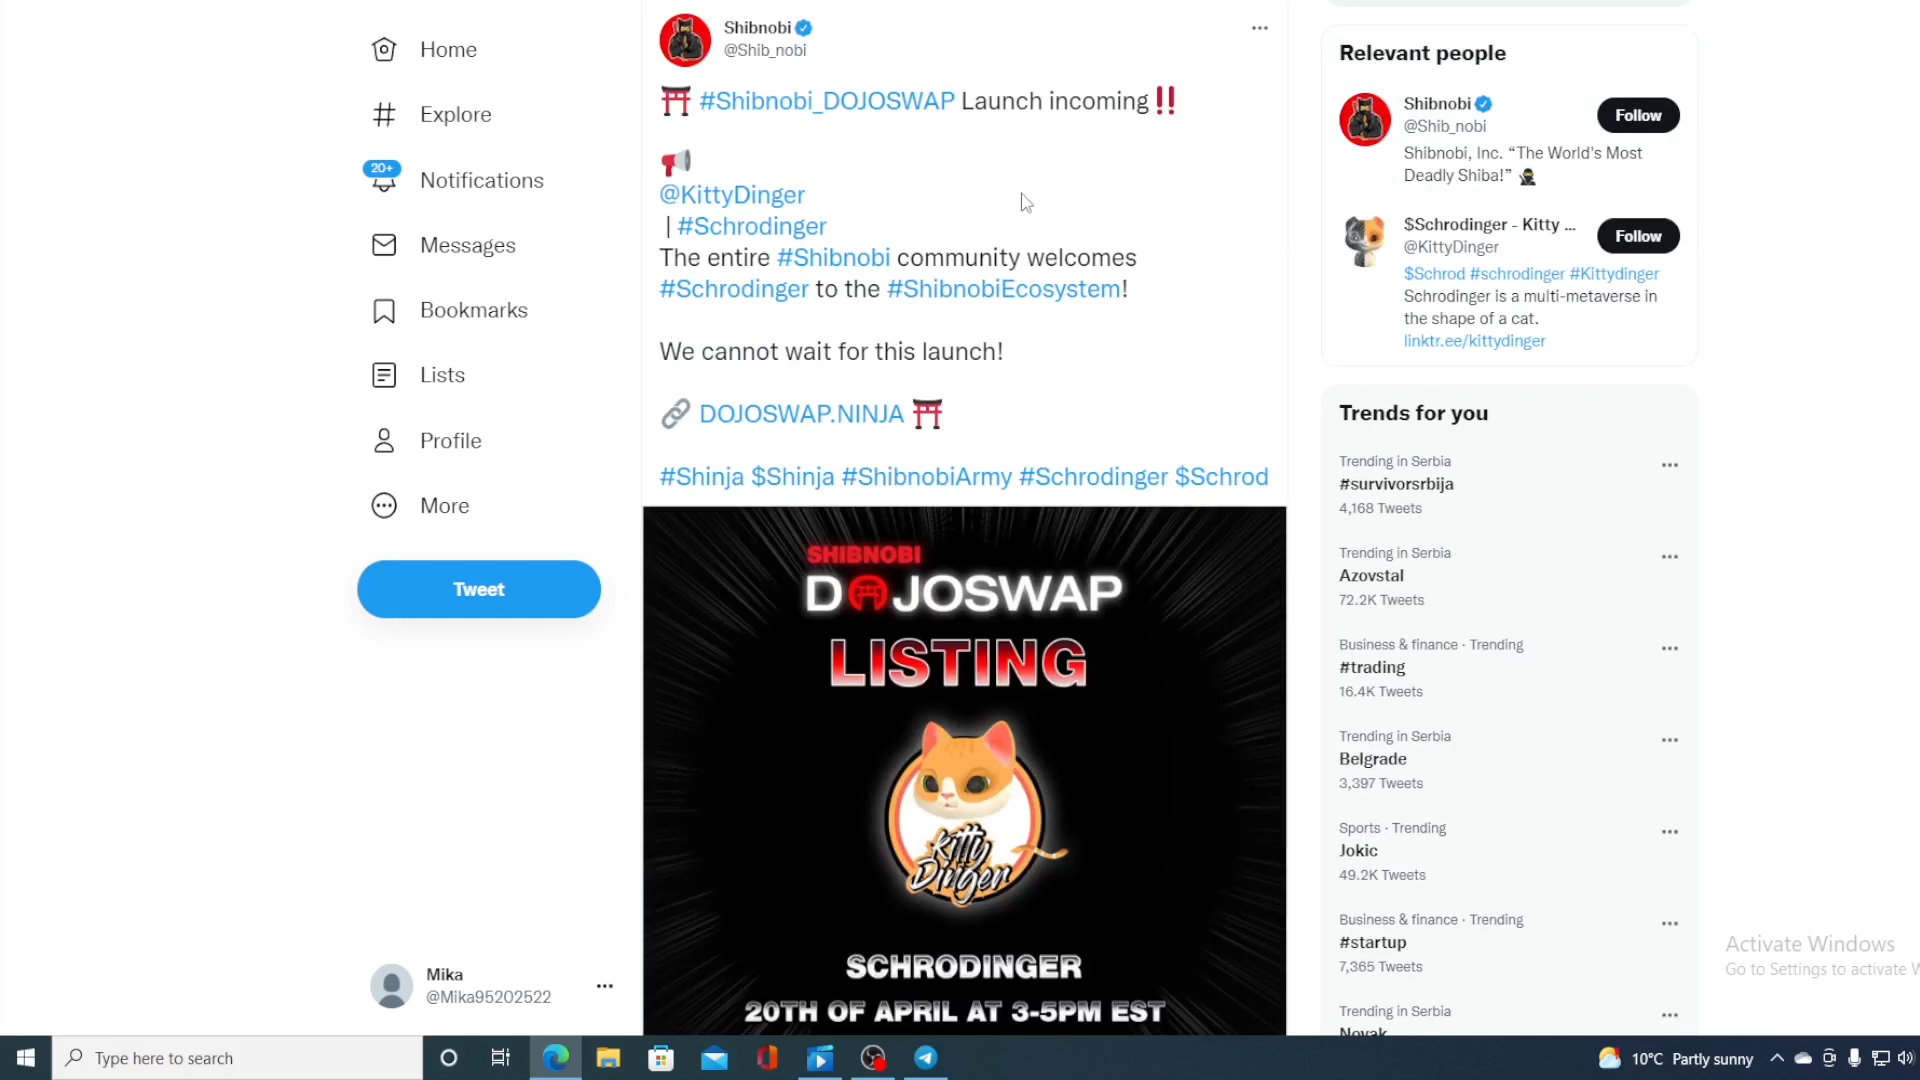 Home
Explore
20+
Notifications
Messages
Bookmarks
Lists
Profile
More
Tweet
Mika
@Mika95202522
Shibnobi
@Shib_nobi
#Shibnobi_DOJOSWAP Launch incoming‼️
@KittyDinger
| #Schrodinger
The entire #Shibnobi community welcomes
#Schrodinger to the #ShibnobiEcosystem!
We cannot wait for this launch!
DOJOSWAP.NINJA
#Shinja $Shinja #ShibnobiArmy #Schrodinger $Schrod
SHIBNOBI
DOJOSWAP
LISTING
kitty
Dinger
SCHRODINGER
20TH OF APRIL AT 3-5PM EST
Relevant people
Shibnobi
@Shib_nobi
Follow
Shibnobi, Inc. “The World's Most
Deadly Shiba!”
$Schrodinger - Kitty ...
@KittyDinger
Follow
$Schrod #schrodinger #Kittydinger
Schrodinger is a multi-metaverse in
the shape of a cat.
linktr.ee/kittydinger
Trends for you
Trending in Serbia
#survivorsrbija
4,168 Tweets
Trending in Serbia
Azovstal
72.2K Tweets
Business & finance · Trending
#trading
16.4K Tweets
Trending in Serbia
Belgrade
3,397 Tweets
Sports · Trending
Jokic
49.2K Tweets
Business & finance · Trending
#startup
7,365 Tweets
Trending in Serbia
Novak
Activate Windows
Go to Settings to activate W
Type here to search
10°C Partly sunny